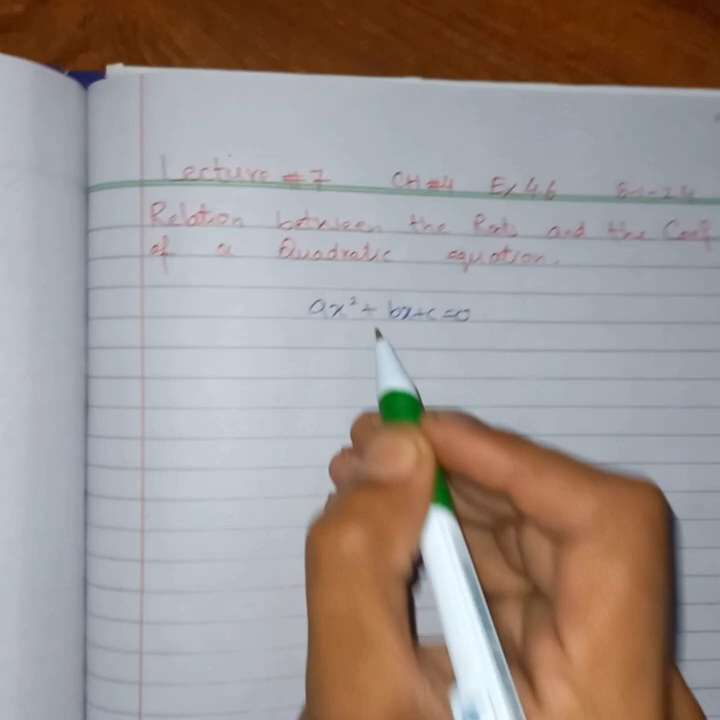 Lecture #7 CH #4 Ex 4.6
Relation between the Roots and the Coeff
of a Quadratic equation.
ax² + bx+c =0